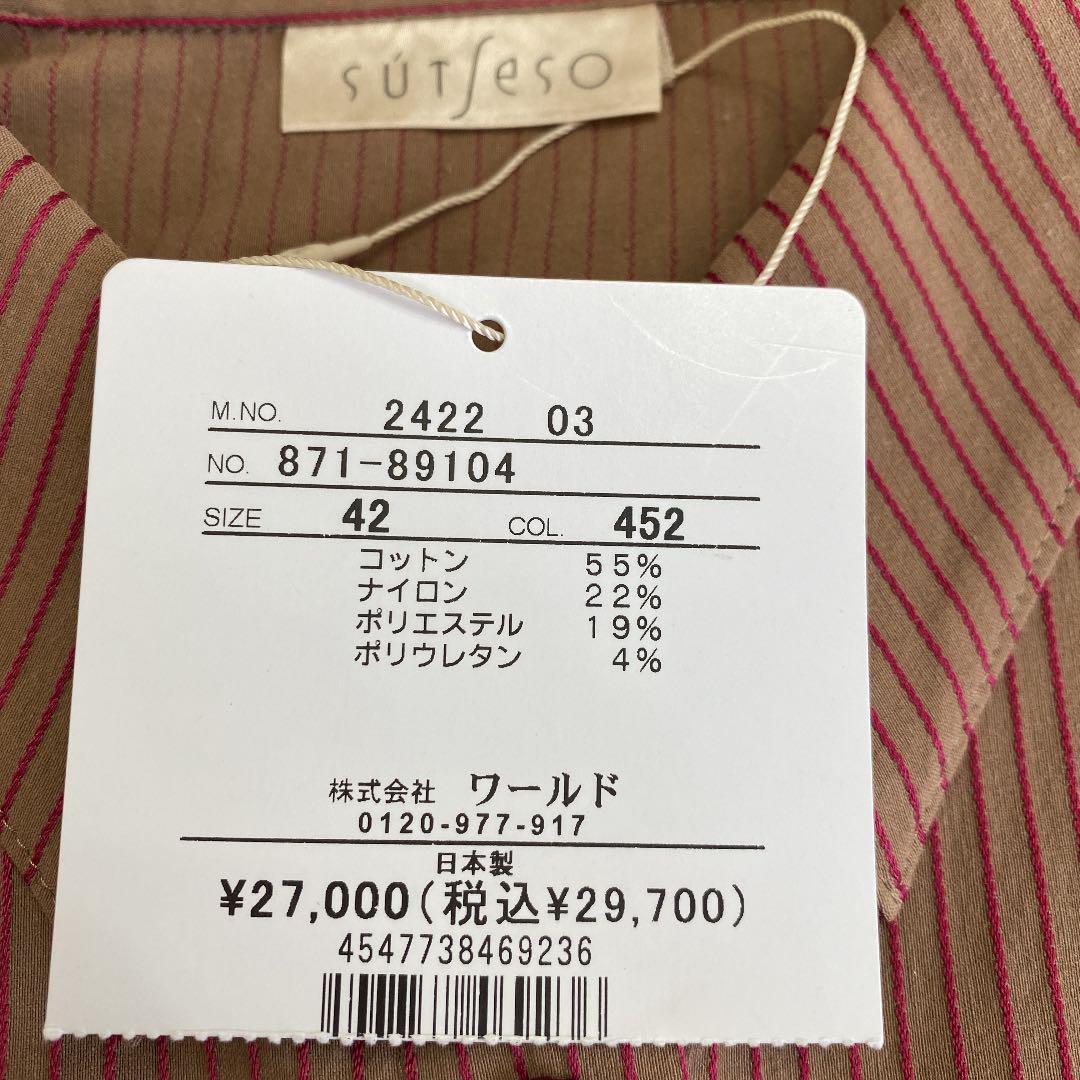 SÚTSeSO
M.NO. 2422 03
NO. 871-89104
SIZE 42 COL. 452
コットン 55%
ナイロン 22%
ポリエステル 19%
ポリウレタン 4%
株式会社 ワールド
0120-977-917
日本製
¥27,000(税込¥29,700)
4547738469236